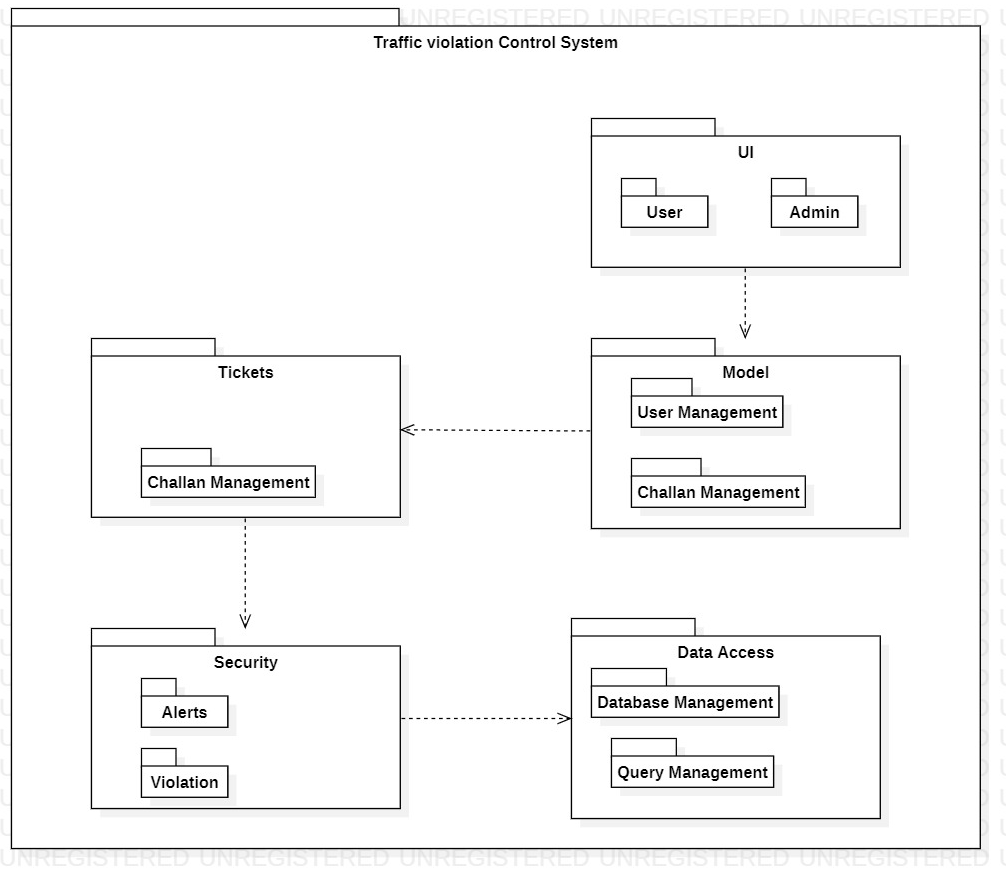 UNREGISTERED UNREGISTERED UNREGISTERED
Traffic violation Control System
UI
User
Admin
Tickets
Challan Management
Model
User Management
Challan Management
Security
Alerts
Violation
Data Access
Database Management
Query Management
UNREGISTERED UNREGISTERED UNREGISTERED UNREGISTERED UNREGISTERED